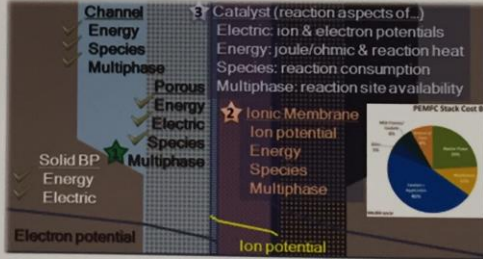 Channel
Energy
Species
Multiphase
3 Catalyst (reaction aspects of...)
Electric: ion & electron potentials
Energy: joule/ohmic & reaction heat
Species: reaction consumption
Multiphase: reaction site availability
Porous
Energy
Electric
Species
Multiphase
1
2 Ionic Membrane
Ion potential
Energy
Species
Multiphase
Solid BP
Energy
Electric
Electron potential
Ion potential
PEMFC Stack Cost B